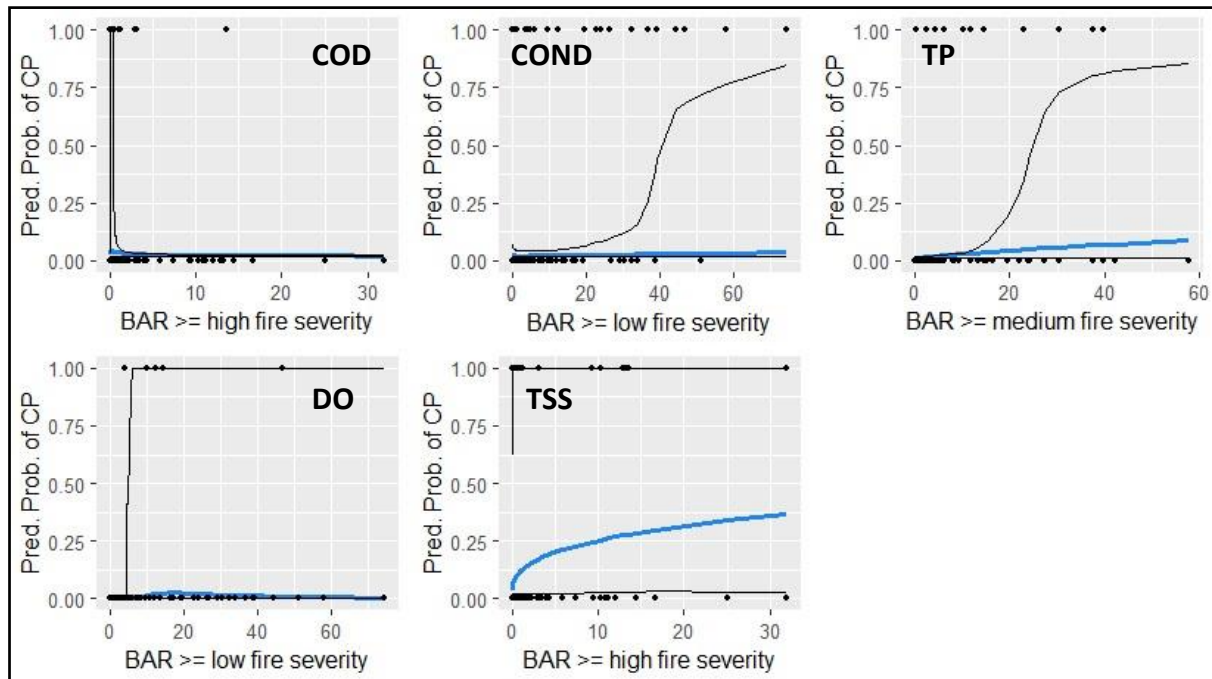 COD
Pred. Prob. of CP
1.00
0.75
0.50
0.25
0.00
0 10 20 30
BAR >= high fire severity
COND
Pred. Prob. of CP
1.00
0.75
0.50
0.25
0.00
0 20 40 60
BAR >= low fire severity
TP
Pred. Prob. of CP
1.00
0.75
0.50
0.25
0.00
0 20 40 60
BAR >= medium fire severity
DO
Pred. Prob. of CP
1.00
0.75
0.50
0.25
0.00
0 20 40 60
BAR >= low fire severity
TSS
Pred. Prob. of CP
1.00
0.75
0.50
0.25
0.00
0 10 20 30
BAR >= high fire severity